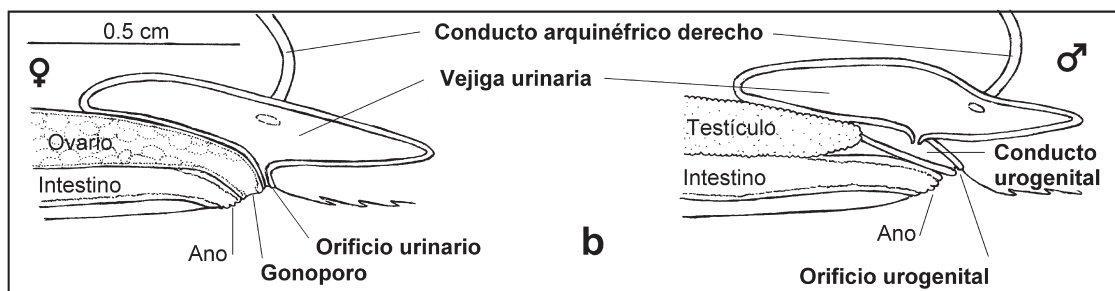 0.5 cm
Conducto arquinéfrico derecho
♀
♂
Vejiga urinaria
Ovario
Testículo
Intestino
Conducto
urogenital
Intestino
Ano
Orificio urinario
Gonoporo
b
Ano
Orificio urogenital